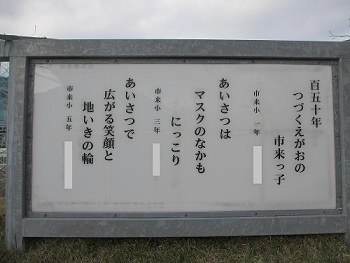 百五十年
つづくえがおの
市来っ子
市来小 一年
あいさつは
マスクのなかも
にっこり
市来小 三年
あいさつで
広がる笑顔と
地いきの輪
市来小 五年